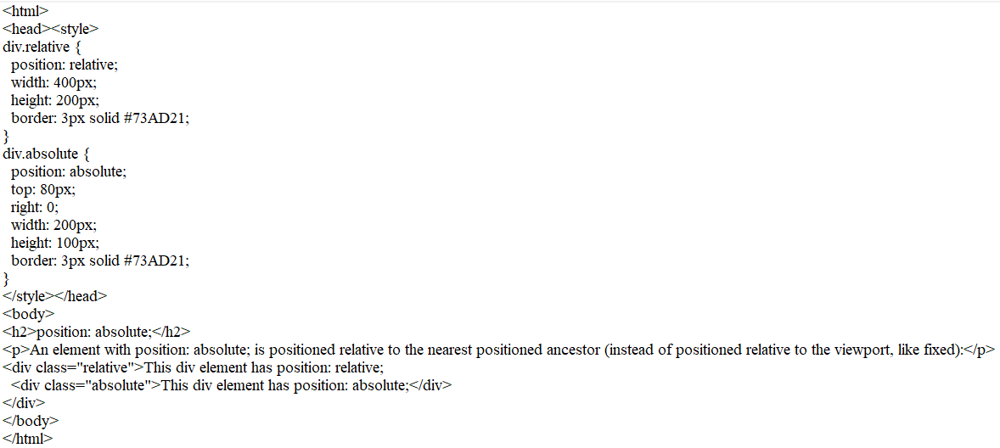 <html>
<head><style>
div.relative {
  position: relative;
  width: 400px;
  height: 200px;
  border: 3px solid #73AD21;
}
div.absolute {
  position: absolute;
  top: 80px;
  right: 0;
  width: 200px;
  height: 100px;
  border: 3px solid #73AD21;
}
</style></head>
<body>
<h2>position: absolute;</h2>
<p>An element with position: absolute; is positioned relative to the nearest positioned ancestor (instead of positioned relative to the viewport, like fixed):</p>
<div class="relative">This div element has position: relative;
  <div class="absolute">This div element has position: absolute;</div>
</div>
</body>
</html>